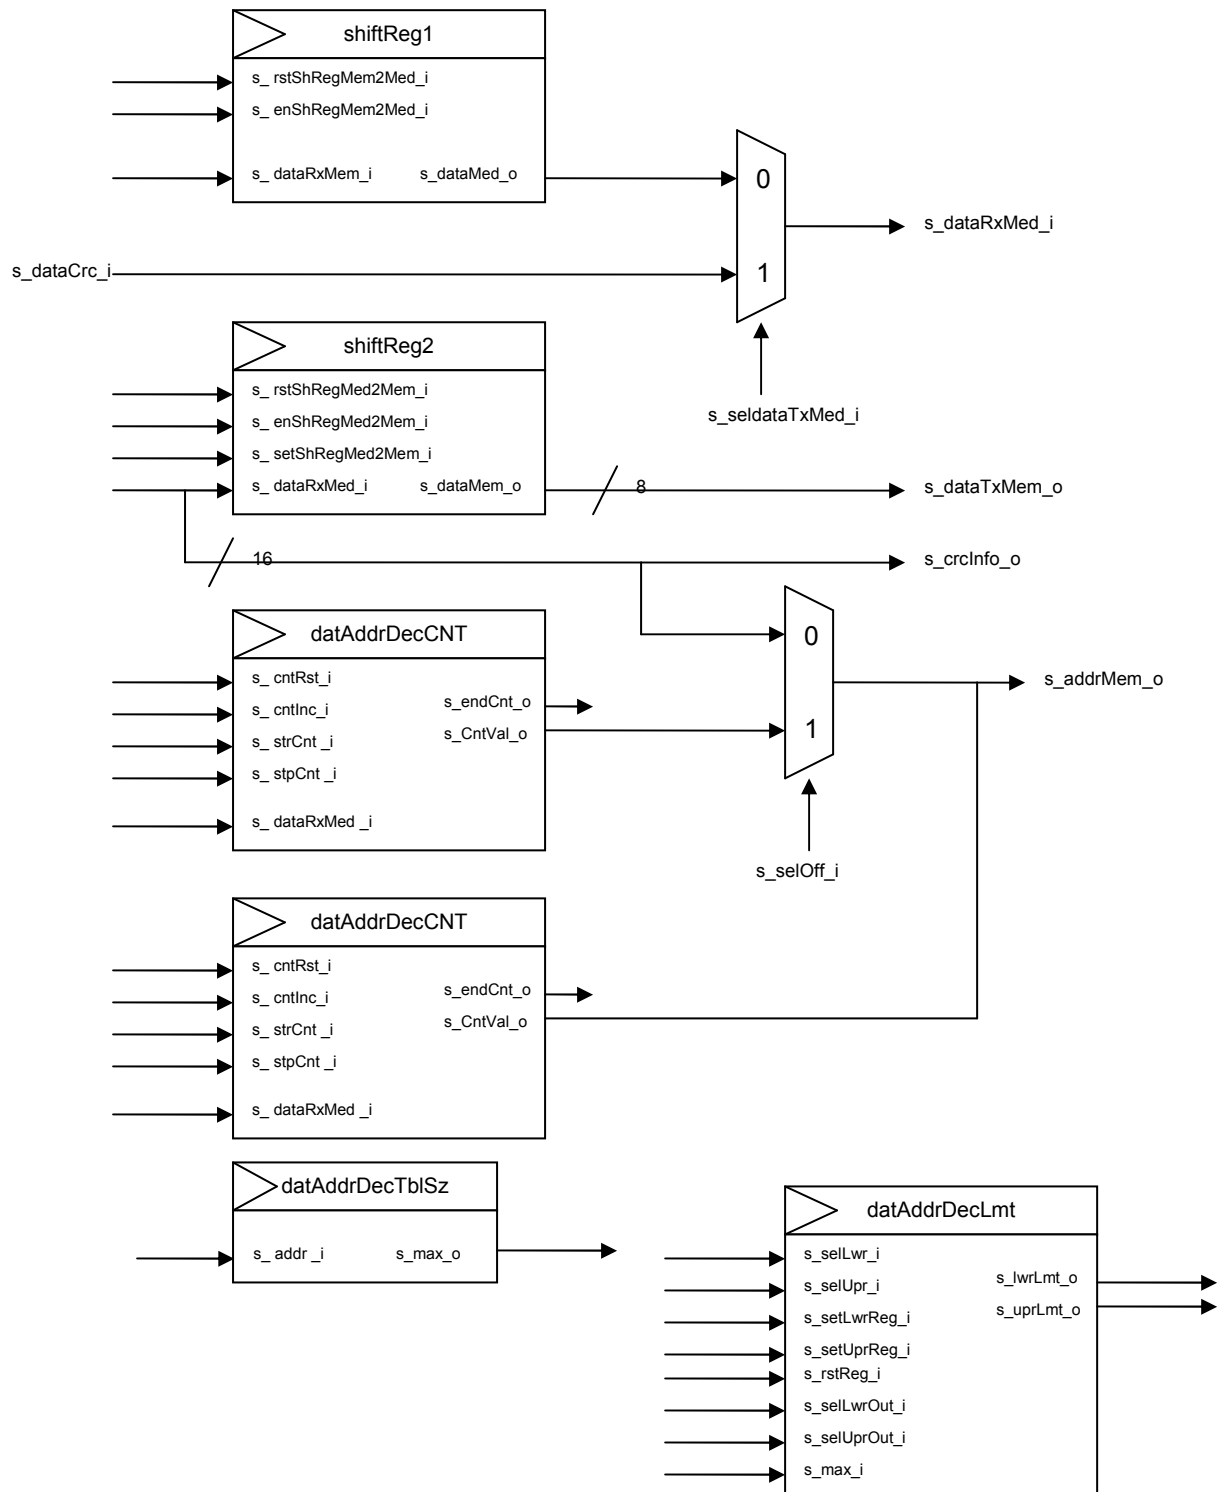 shiftReg1
s_ rstShRegMem2Med_i
s_ enShRegMem2Med_i
s_ dataRxMem_i s_dataMed_o
0
s_dataRxMed_i
s_dataCrc_i
1
shiftReg2
s_ rstShRegMed2Mem_i
s_ enShRegMed2Mem_i
s_seldataTxMed_i
s_ setShRegMed2Mem_i
s_ dataRxMed_i s_dataMem_o
8
s_dataTxMem_o
16
s_crcInfo_o
datAddrDecCNT
0
s_ cntRst_i
s_addrMem_o
s_endCnt_o
s_ cntInc_i
s_CntVal_o
1
s_ strCnt _i
s_ stpCnt _i
s_ dataRxMed _i
s_selOff_i
datAddrDecCNT
s_ cntRst_i
s_endCnt_o
s_ cntInc_i
s_CntVal_o
s_ strCnt _i
s_ stpCnt _i
s_ dataRxMed _i
datAddrDecTblSz
s_ addr _i s_max_o
datAddrDecLmt
s_selLwr_i
s_lwrLmt_o
s_selUpr_i
s_uprLmt_o
s_setLwrReg_i
s_setUprReg_i
s_rstReg_i
s_selLwrOut_i
s_selUprOut_i
s_max_i